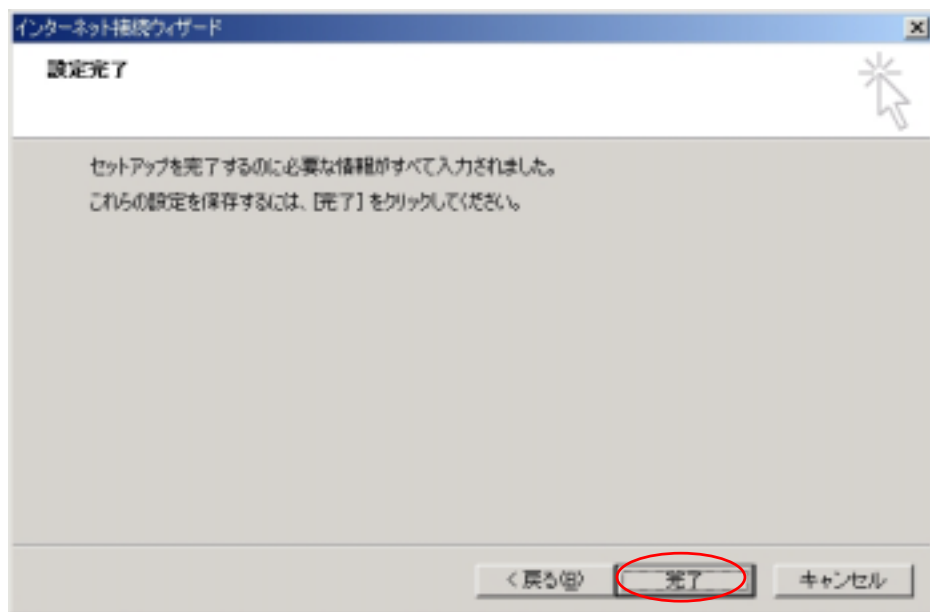 インターネット接続ウィザード
設定完了
セットアップを完了するのに必要な情報がすべて入力されました。
これらの設定を保存するには、[完了] をクリックしてください。
< 戻る(B)
完了
キャンセル